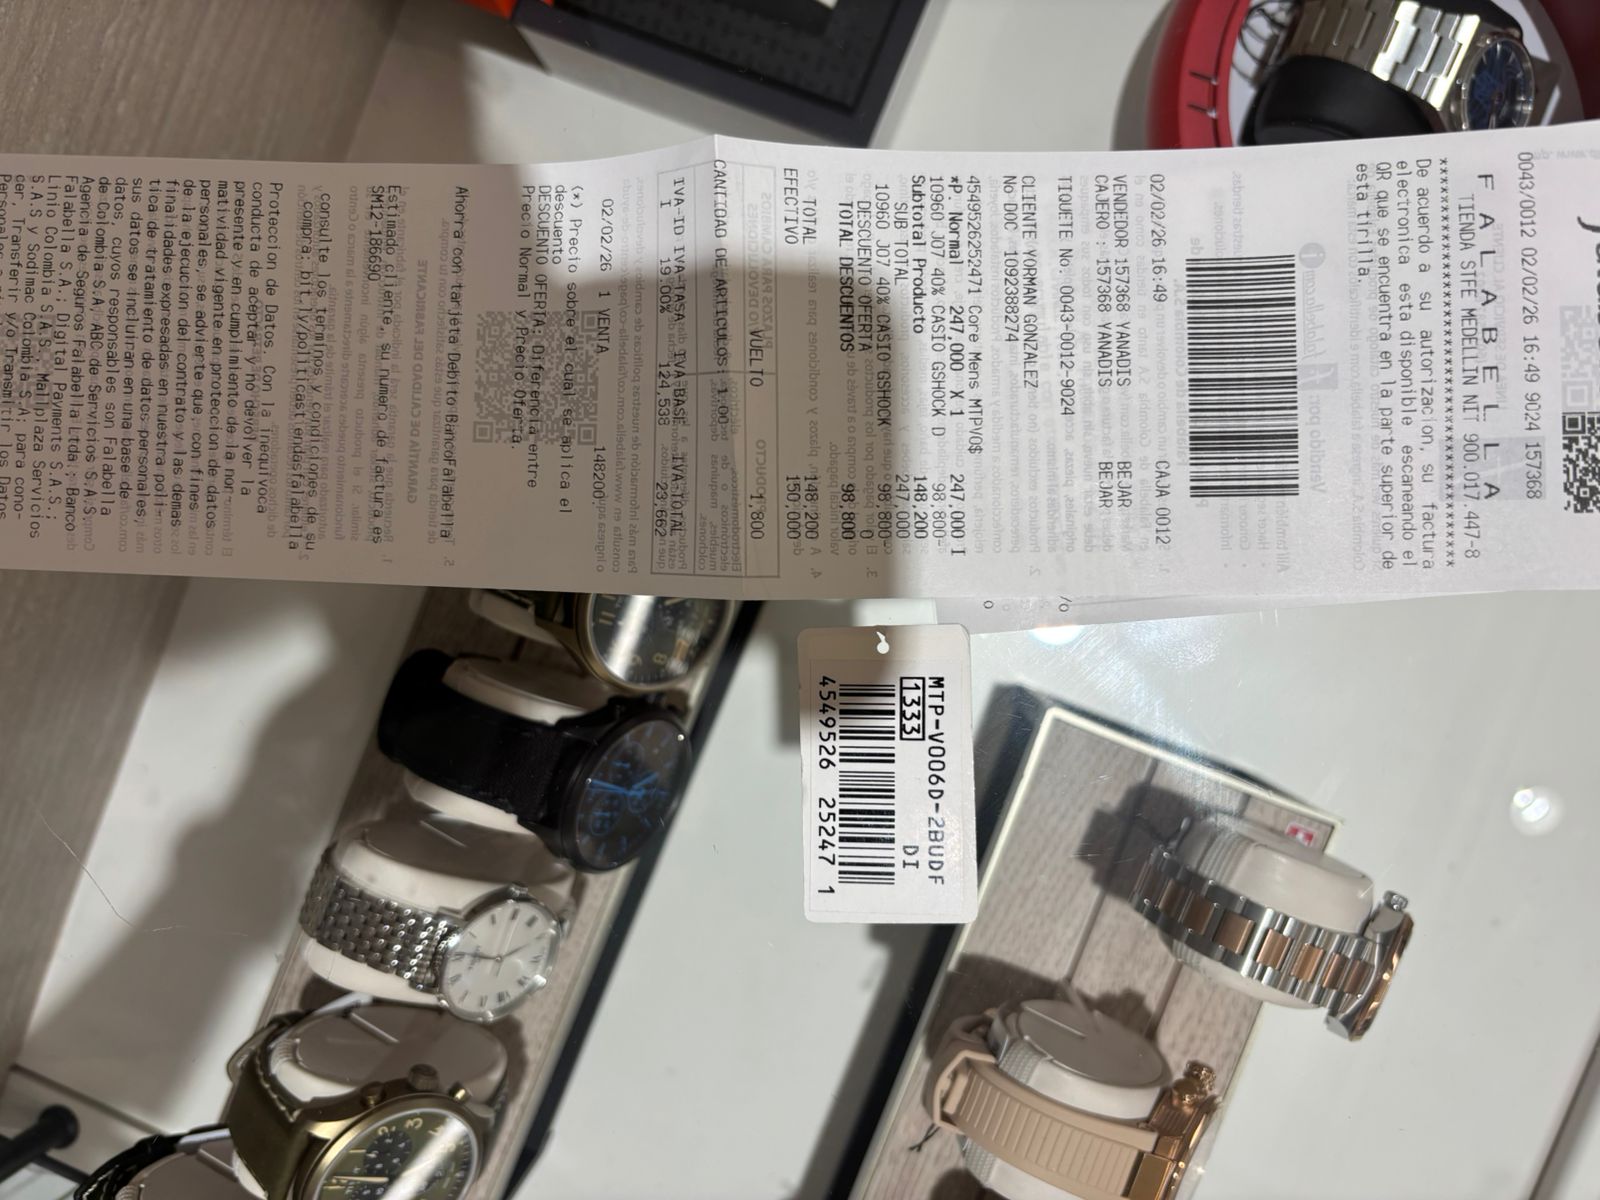 0043/0012 02/02/26 16:49 9024 157368
F A L A B E L L A
TIENDA STFE MEDELLIN NIT 900.017.447-8
************************************
De acuerdo a su autorización, su factura
electronica esta disponible escaneando el
QR que se encuentra en la parte superior de
esta tirilla.
02/02/26 16:49 CAJA 0012
VENDEDOR 157368 YANADIS BEJAR
CAJERO : 157368 YANADIS BEJAR
TIQUETE No. 0043-0012-9024
CLIENTE YORMAN GONZALEZ
No DOC 1092388274
4549526252471 Core Mens MTPV0$
*P. Normal 247,000 X 1 247,000 I
10960 J07 40% CASIO GSHOCK D 98,800-
Subtotal Producto 148,200
SUB TOTAL 247,000
DESCUENTO OFERTA 0
10960 J07 40% CASIO GSHOCK 98,800
TOTAL DESCUENTOS 98,800
TOTAL 148,200
EFECTIVO 150,000
VUELTO 1,800
CANTIDAD DE ARTICULOS: 1.00
IVA-ID IVA-TASA IVA-BASE IVA-TOTAL
I 19.00% 124,538 23,662
02/02/26 1 VENTA 148200
(*) Precio sobre el cual se aplica el
descuento
DESCUENTO OFERTA: Diferencia entre
Precio Normal y Precio Oferta.
Ahorra con tarjeta Debito BancoFalabella
Estimado cliente, su numero de factura es
SM12-186690
consulte los terminos y condiciones de su
compra: bit.ly/politicastiendasfalabella
Proteccion de Datos. Con la inequivoca
conducta de aceptar y no devolver la
presente y en cumplimiento de la nor-
matividad vigente en proteccion de datos
personales, se advierte que, con fines
de la ejecucion del contrato y las demas
finalidades expresadas en nuestra poli-
tica de tratamiento de datos personales,
sus datos se incluiran en una base de
datos, cuyos responsables son Falabella
de Colombia S.A, ABC de Servicios S.A.S,
Agencia de Seguros Falabella Ltda, Banco
Falabella S.A.; Digital Payments S.A.S.;
Linio Colombia S.A.S., Mallplaza Servicios
S.A.S y Sodimac Colombia S.A; para cono-
cer, Transferir y/o Transmitir los Datos
MTP-V006D-2BUDF
1333 DI
4549526 25247 1